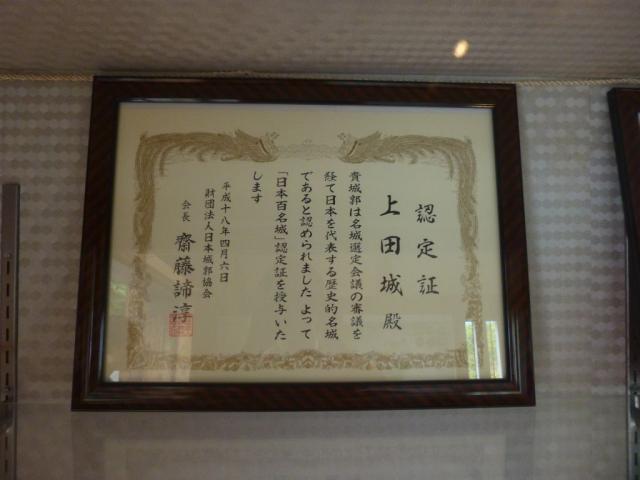 認定証
上田城殿
貴城郭は名城選定会議の審議を
経て日本を代表する歴史的名城
であると認められました よって
「日本百名城」認定証を授与いた
します
平成十八年四月六日
財団法人日本城郭協会
会長 齋藤諦淳